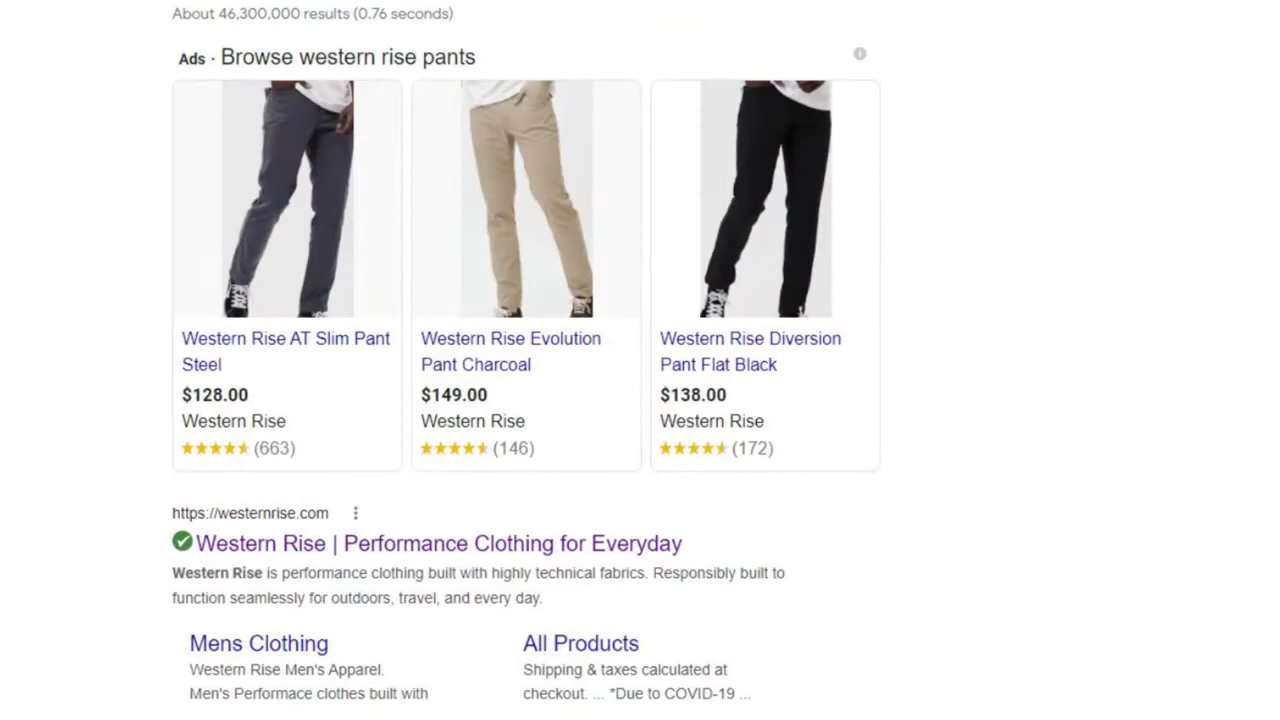 About 46,300,000 results (0.76 seconds)
Ads · Browse western rise pants
Western Rise AT Slim Pant
Steel
$128.00
Western Rise
(663)
Western Rise Evolution
Pant Charcoal
$149.00
Western Rise
(146)
Western Rise Diversion
Pant Flat Black
$138.00
Western Rise
(172)
https://westernrise.com
Western Rise | Performance Clothing for Everyday
Western Rise is performance clothing built with highly technical fabrics. Responsibly built to
function seamlessly for outdoors, travel, and every day.
Mens Clothing
Western Rise Men's Apparel.
Men's Performace clothes built with
All Products
Shipping & taxes calculated at
checkout. ... *Due to COVID-19 ...